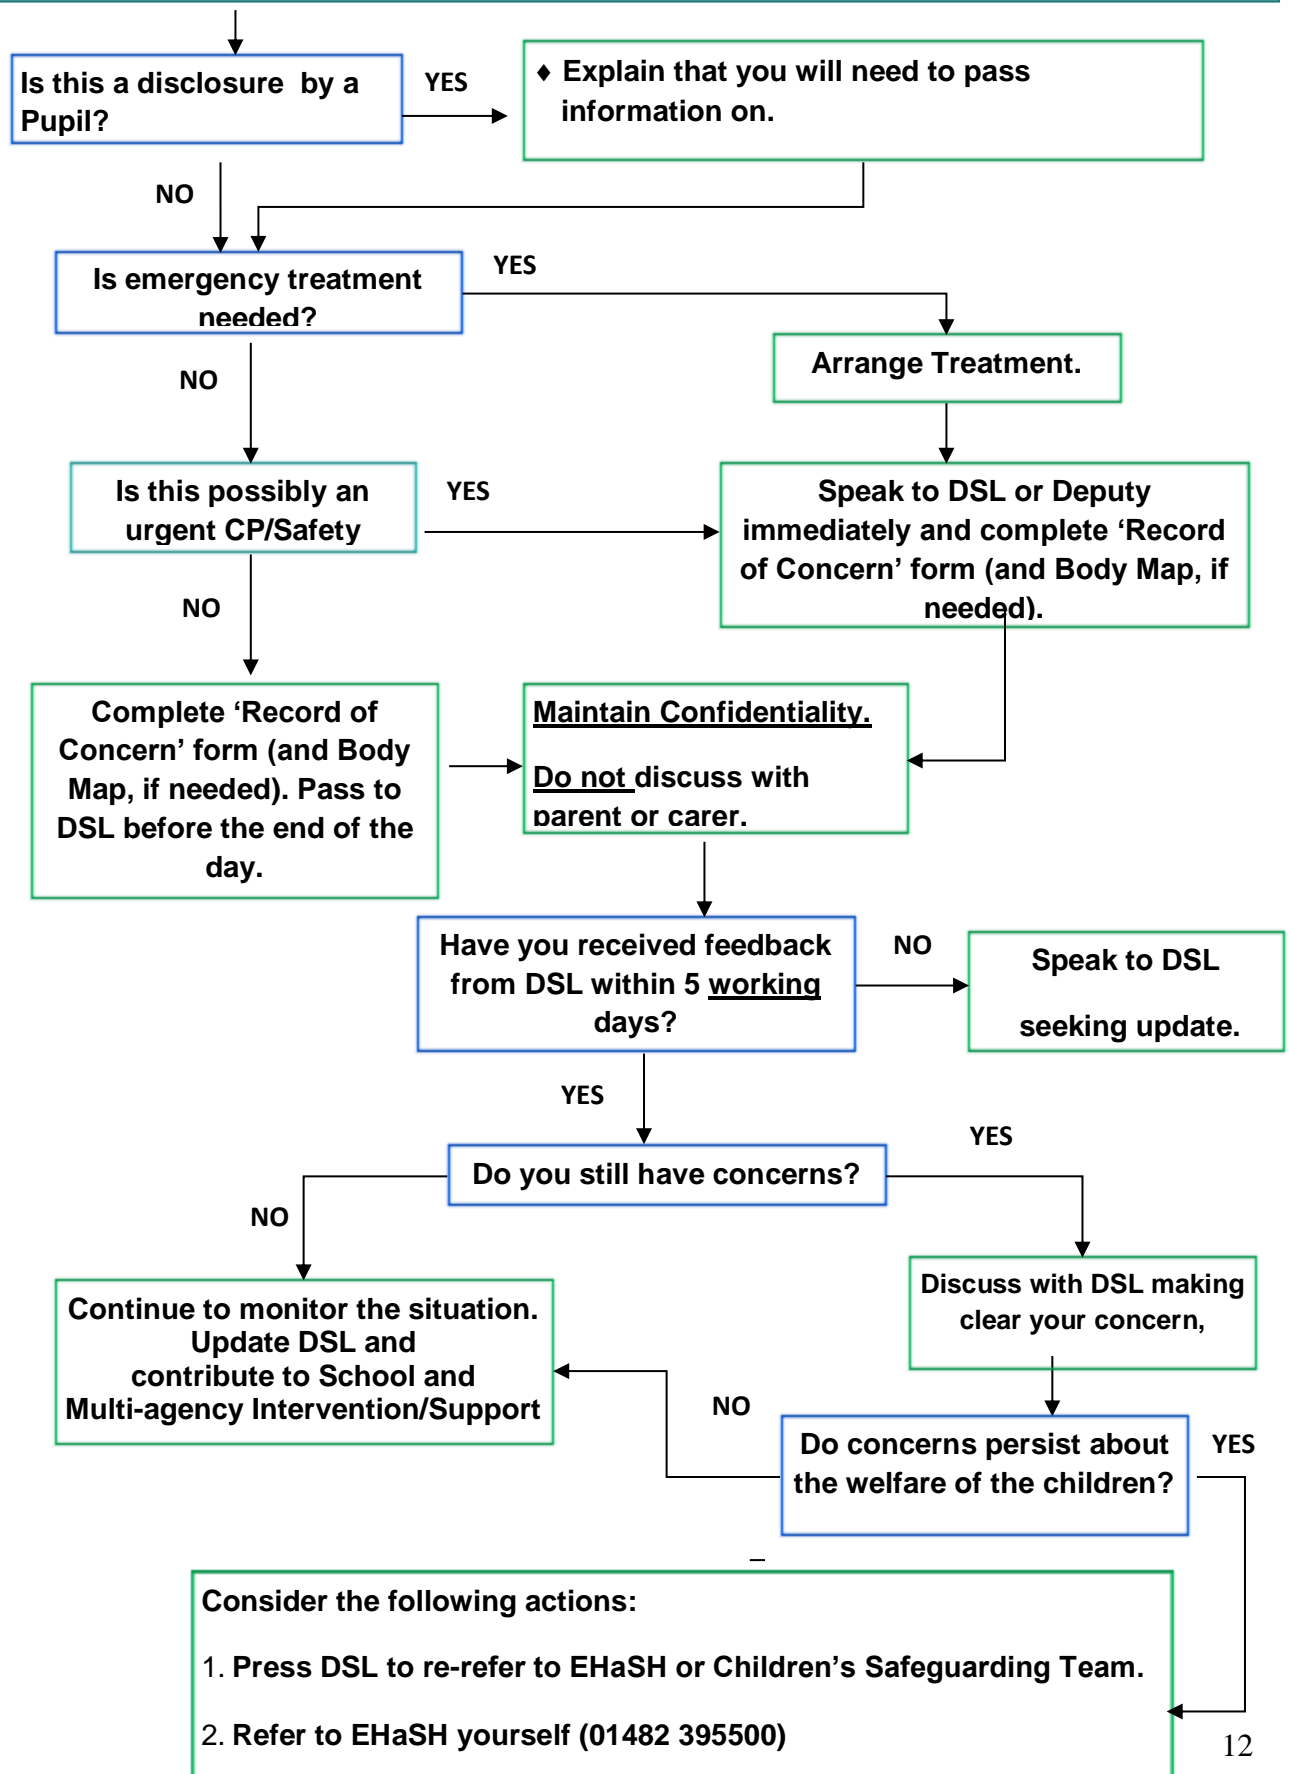 Is this a disclosure by a
Pupil?
YES
♦ Explain that you will need to pass
information on.
NO
Is emergency treatment
needed?
YES
Arrange Treatment.
NO
Is this possibly an
urgent CP/Safety
YES
Speak to DSL or Deputy
immediately and complete ‘Record
of Concern’ form (and Body Map, if
needed).
NO
Complete ‘Record of
Concern’ form (and Body
Map, if needed). Pass to
DSL before the end of the
day.
Maintain Confidentiality.
Do not discuss with
parent or carer.
Have you received feedback
from DSL within 5 working
days?
NO
Speak to DSL
seeking update.
YES
Do you still have concerns?
YES
NO
Continue to monitor the situation.
Update DSL and
contribute to School and
Multi-agency Intervention/Support
Discuss with DSL making
clear your concern,
NO
Do concerns persist about
the welfare of the children?
YES
Consider the following actions:
1. Press DSL to re-refer to EHaSH or Children’s Safeguarding Team.
2. Refer to EHaSH yourself (01482 395500)
12